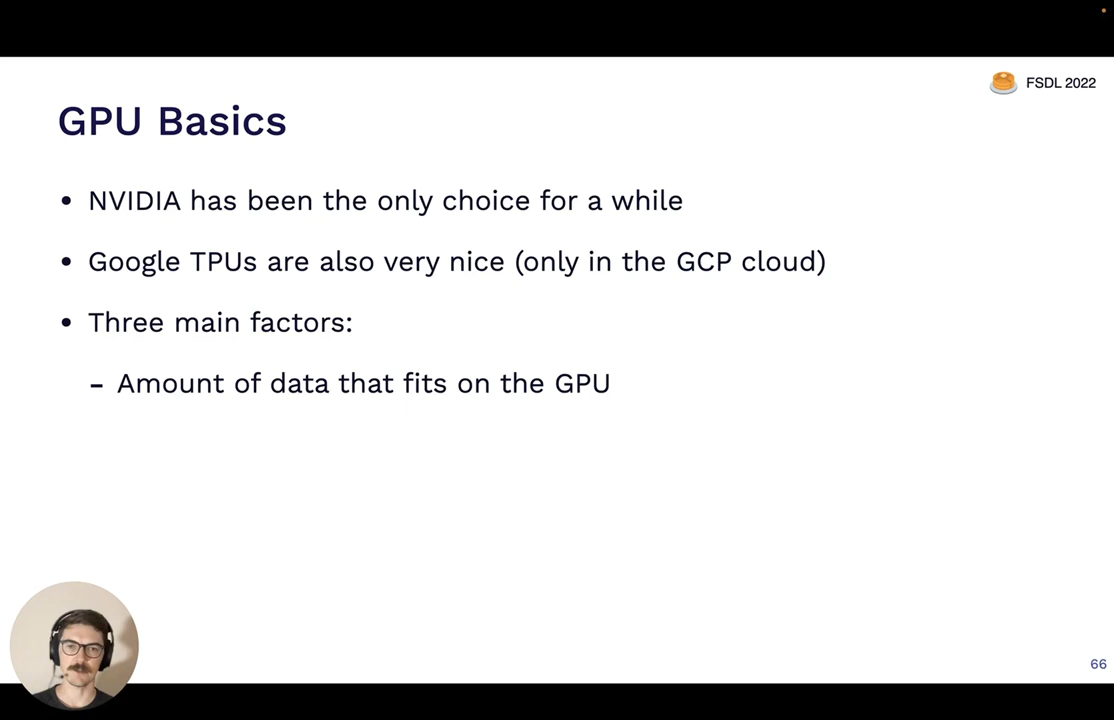 FSDL 2022
GPU Basics
• NVIDIA has been the only choice for a while
• Google TPUs are also very nice (only in the GCP cloud)
• Three main factors:
– Amount of data that fits on the GPU
66